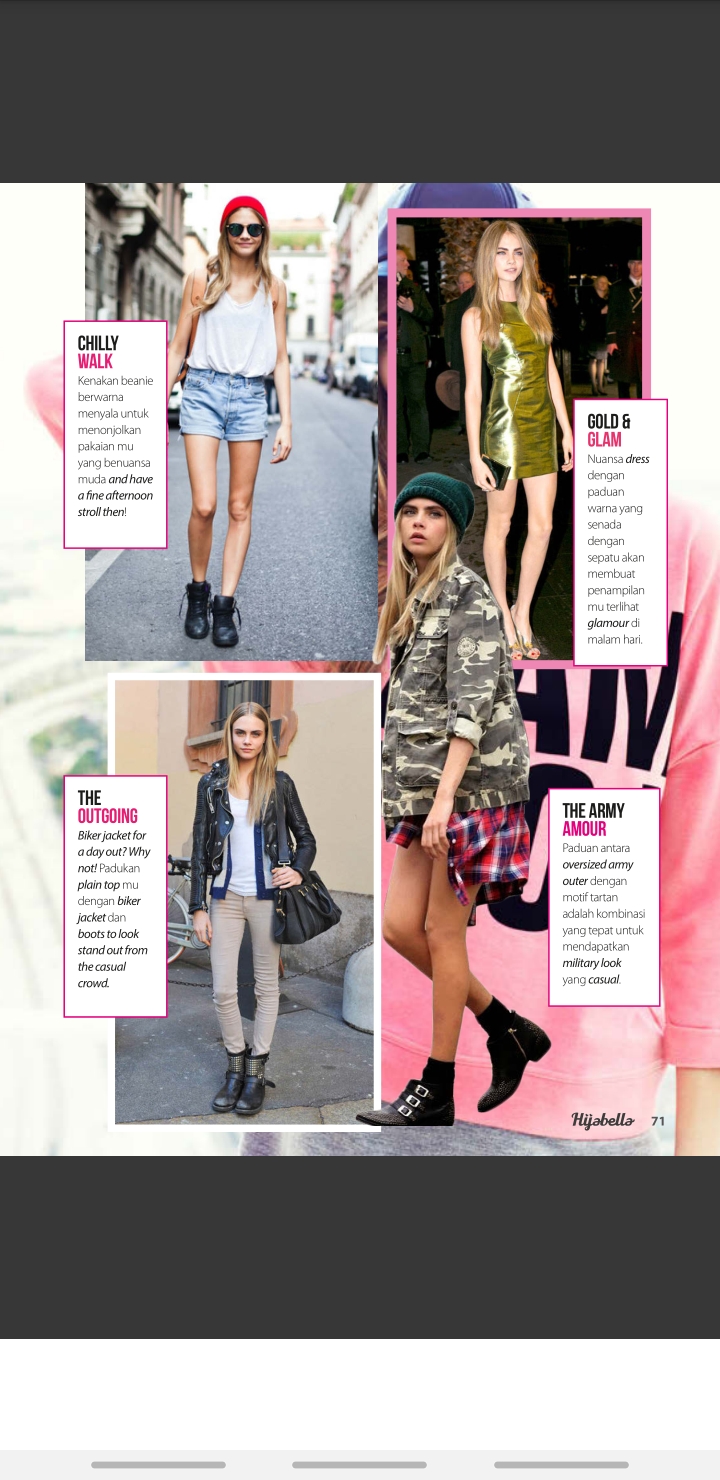 CHILLY
WALK
Kenakan beanie
berwarna
menyala untuk
menonjolkan
pakaian mu
yang benuansa
muda and have
a fine afternoon
stroll then!
GOLD &
GLAM
Nuansa dress
dengan
paduan
warna yang
senada
dengan
sepatu akan
membuat
penampilan
mu terlihat
glamour di
malam hari.
THE
OUTGOING
Biker jacket for
a day out? Why
not! Padukan
plain top mu
dengan biker
jacket dan
boots to look
stand out from
the casual
crowd.
THE ARMY
AMOUR
Paduan antara
oversized army
outer dengan
motif tartan
adalah kombinasi
yang tepat untuk
mendapatkan
military look
yang casual.
AM
Hijabella 71